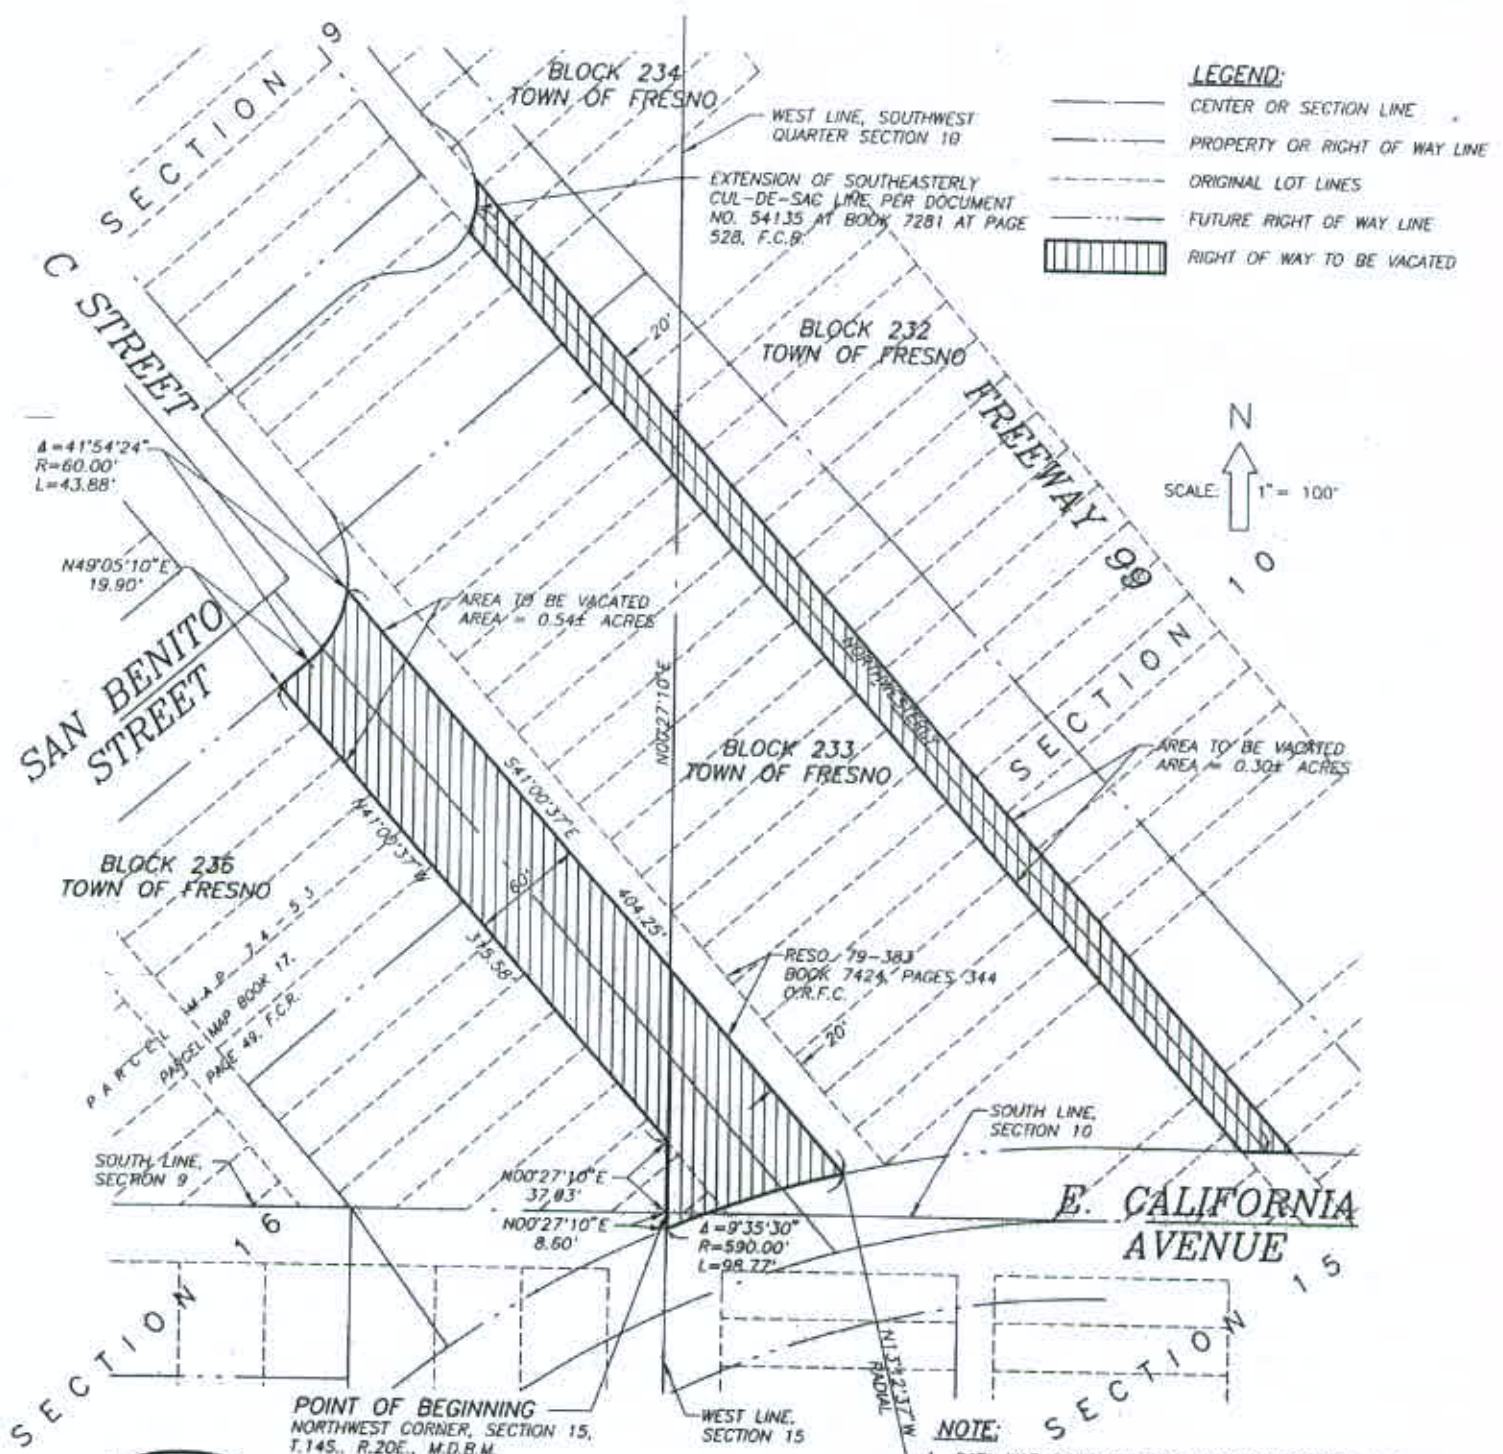 SECTION 9
BLOCK 234
TOWN OF FRESNO
WEST LINE, SOUTHWEST
QUARTER SECTION 10
EXTENSION OF SOUTHEASTERLY
CUL-DE-SAC LINE PER DOCUMENT
NO. 54135 AT BOOK 7281 AT PAGE
528, F.C.R.
LEGEND:
CENTER OR SECTION LINE
PROPERTY OR RIGHT OF WAY LINE
ORIGINAL LOT LINES
FUTURE RIGHT OF WAY LINE
RIGHT OF WAY TO BE VACATED
C STREET
20'
BLOCK 232
TOWN OF FRESNO
FREEWAY 99
N
SCALE: 1"= 100'
Δ=41°54'24"
R=60.00'
L=43.88'
N49°05'10"E
19.90'
SAN BENITO
STREET
AREA TO BE VACATED
AREA = 0.54± ACRES
N00°27'10"E
NORTHWESTERLY
SECTION 10
BLOCK 233
TOWN OF FRESNO
AREA TO BE VACATED
AREA = 0.30± ACRES
S41°00'37"E
404.25'
N41°00'37"W
375.58'
60'
BLOCK 236
TOWN OF FRESNO
PARCEL MAP 74-53
PARCEL MAP BOOK 17,
PAGE 49, F.C.R.
RESO. 79-383
BOOK 7424, PAGES 344
O.R.F.C.
20'
SOUTH LINE,
SECTION 10
SOUTH LINE,
SECTION 9
N00°27'10"E
37.03'
N00°27'10"E
8.60'
Δ=9°35'30"
R=590.00'
L=98.77'
E. CALIFORNIA
AVENUE
SECTION 16
SECTION 15
N13°12'37"W
RADIAL
POINT OF BEGINNING
NORTHWEST CORNER, SECTION 15,
T.14S., R.20E., M.D.B.M.
WEST LINE,
SECTION 15
NOTE: